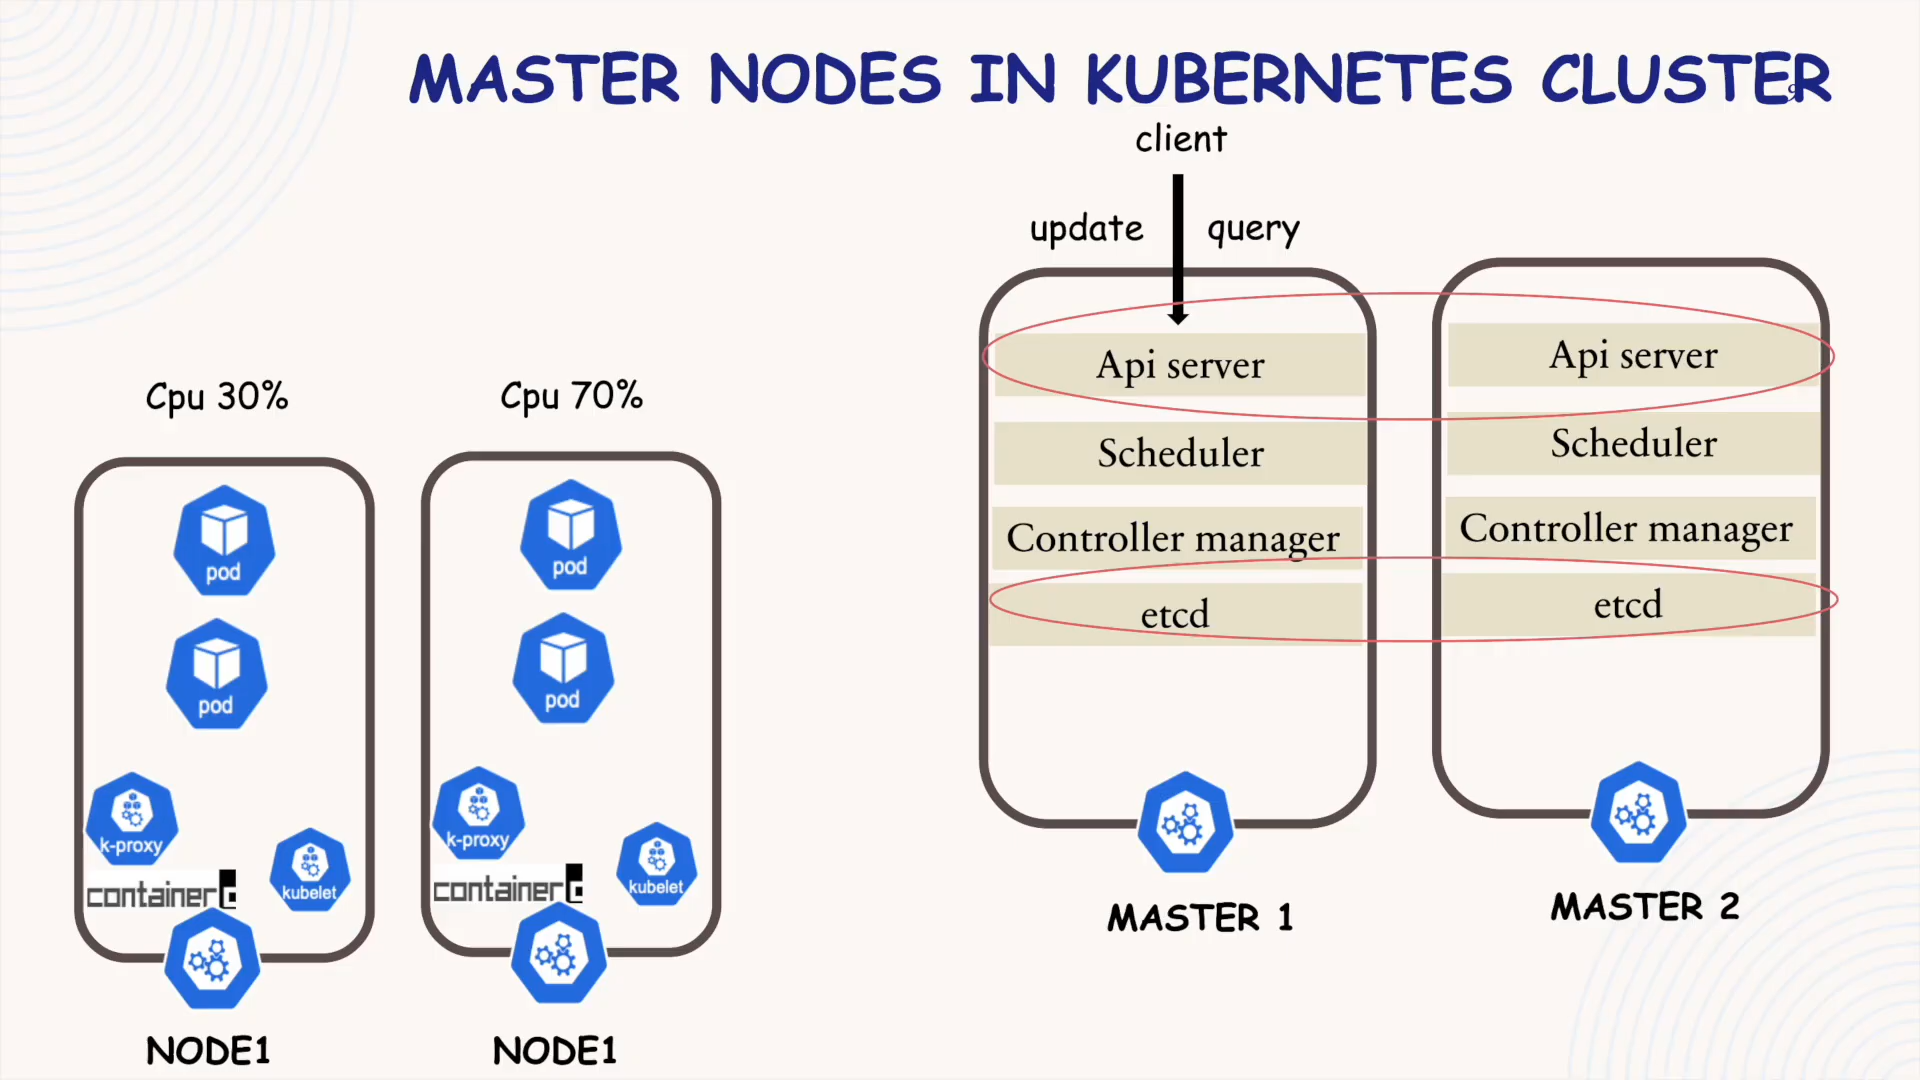 MASTER NODES IN KUBERNETES CLUSTER
client
update query
Api server
Scheduler
Controller manager
etcd
MASTER 1
Api server
Scheduler
Controller manager
etcd
MASTER 2
Cpu 30%
pod
pod
k-proxy
container
kubelet
NODE1
Cpu 70%
pod
pod
k-proxy
container
kubelet
NODE1